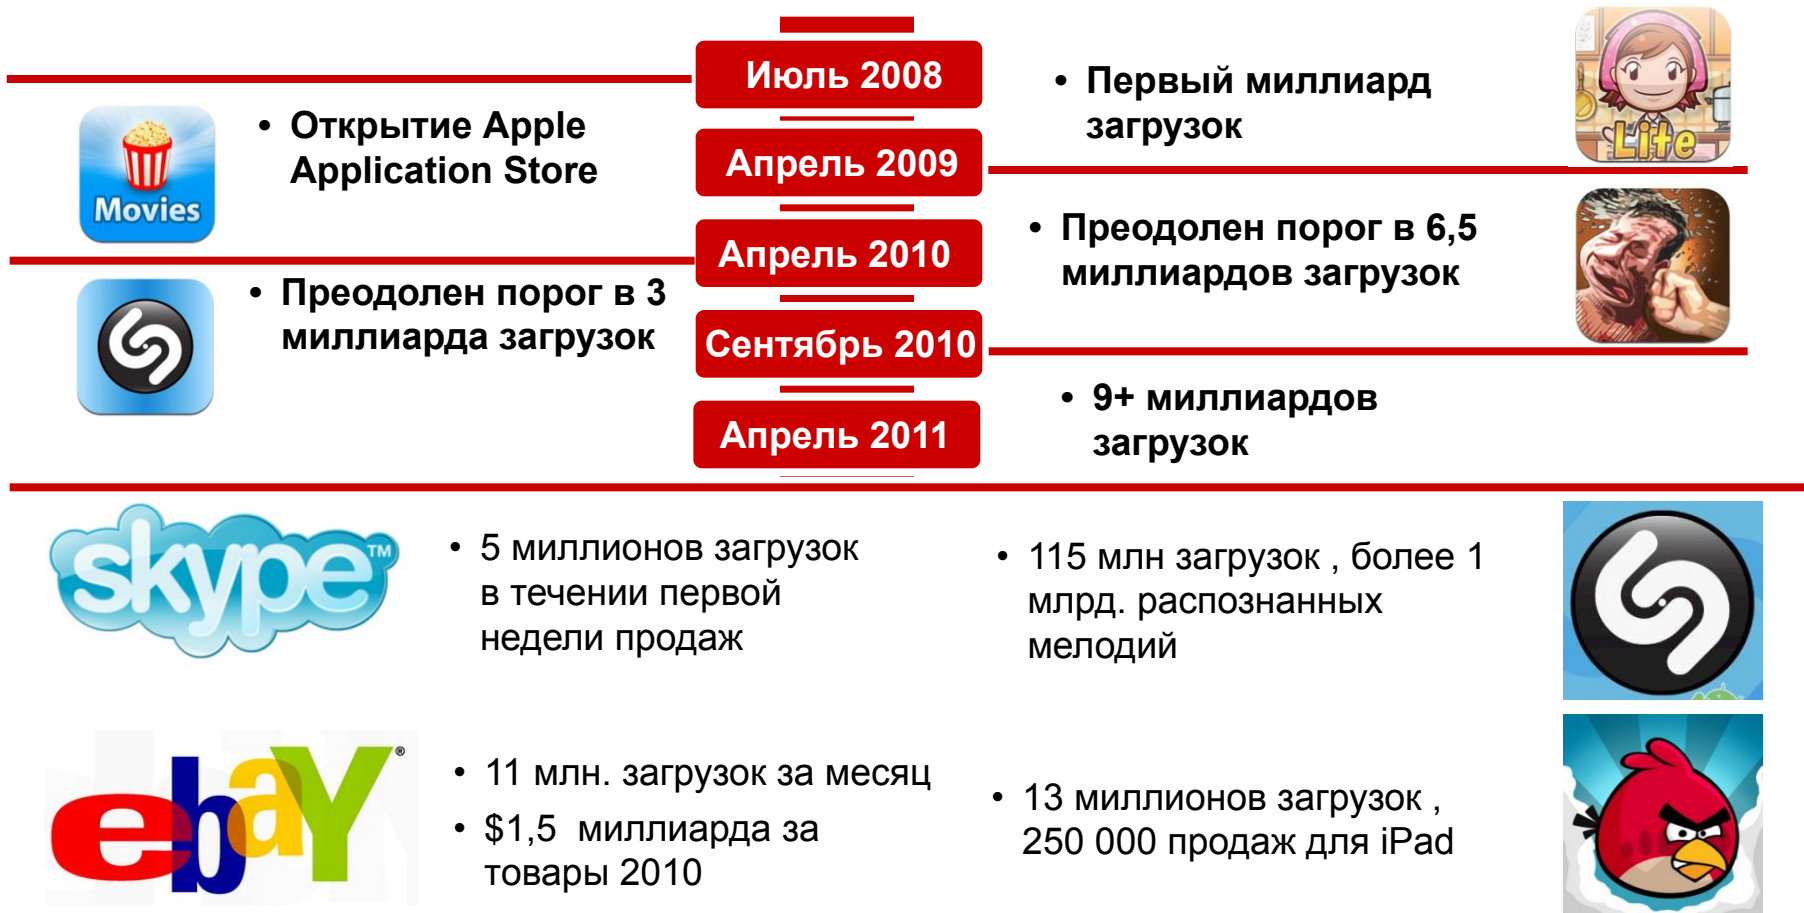 Июль 2008
• Открытие Apple
Application Store
Movies
Апрель 2009
• Первый миллиард
загрузок
Lite
Апрель 2010
• Преодолен порог в 3
миллиарда загрузок
Сентябрь 2010
• Преодолен порог в 6,5
миллиардов загрузок
Апрель 2011
• 9+ миллиардов
загрузок
skype™
• 5 миллионов загрузок
в течении первой
недели продаж
• 115 млн загрузок , более 1
млрд. распознанных
мелодий
ebaY®
• 11 млн. загрузок за месяц
• $1,5 миллиарда за
товары 2010
• 13 миллионов загрузок ,
250 000 продаж для iPad